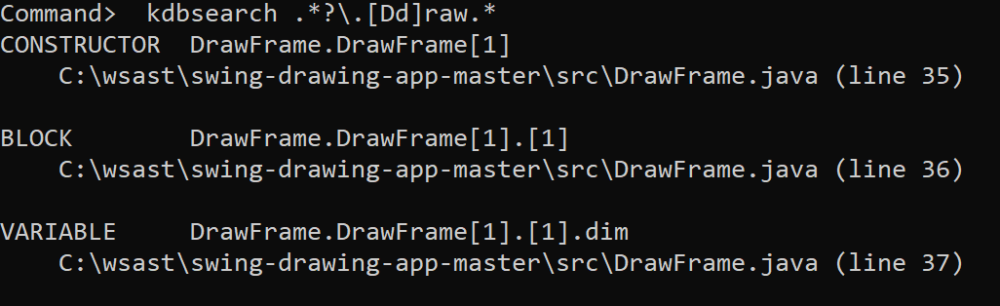 Command>  kdbsearch .*?\.[Dd]raw.*
CONSTRUCTOR  DrawFrame.DrawFrame[1]
    C:\wsast\swing-drawing-app-master\src\DrawFrame.java (line 35)

BLOCK        DrawFrame.DrawFrame[1].[1]
    C:\wsast\swing-drawing-app-master\src\DrawFrame.java (line 36)

VARIABLE     DrawFrame.DrawFrame[1].[1].dim
    C:\wsast\swing-drawing-app-master\src\DrawFrame.java (line 37)